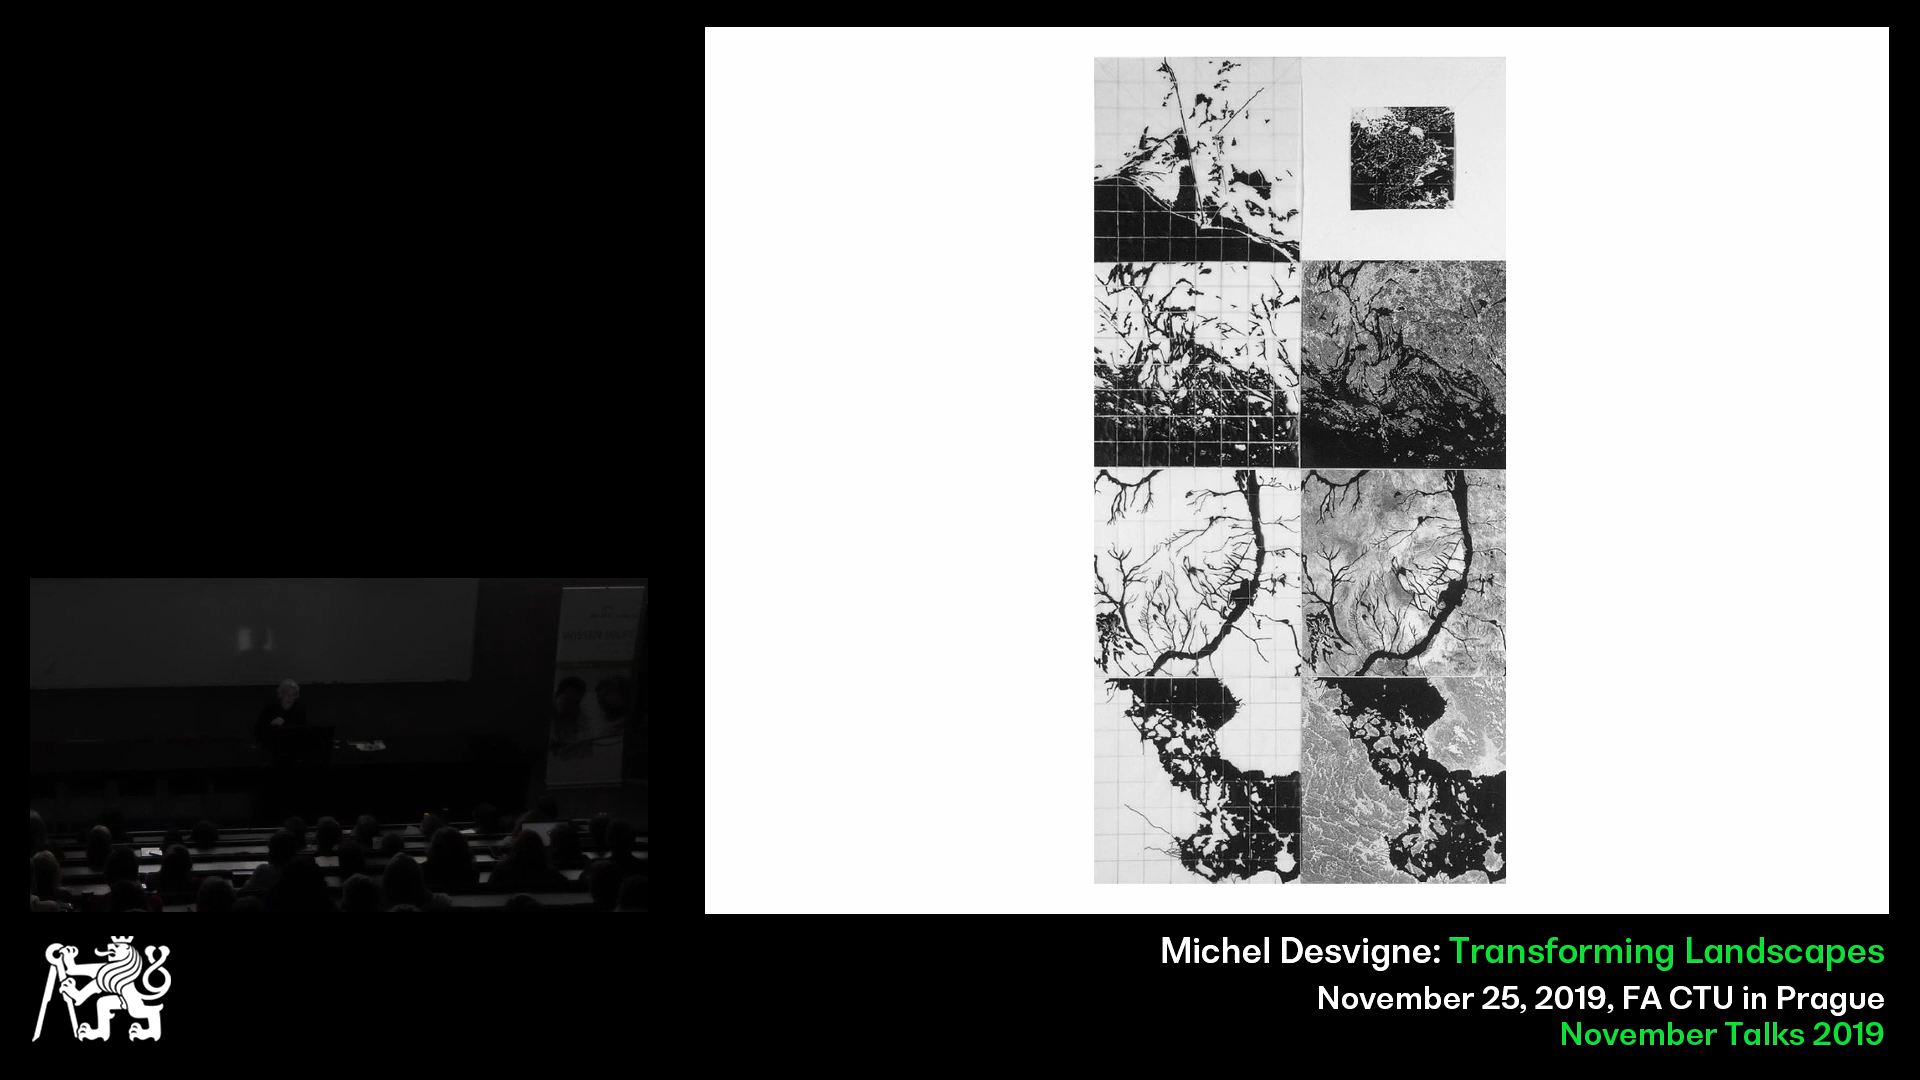 Michel Desvigne: Transforming Landscapes
November 25, 2019, FA CTU in Prague
November Talks 2019